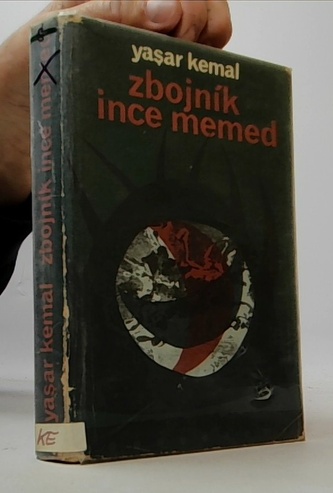 yaşar kemal
zbojník
ince memed
yaşar kemal zbojník ince memed
KE